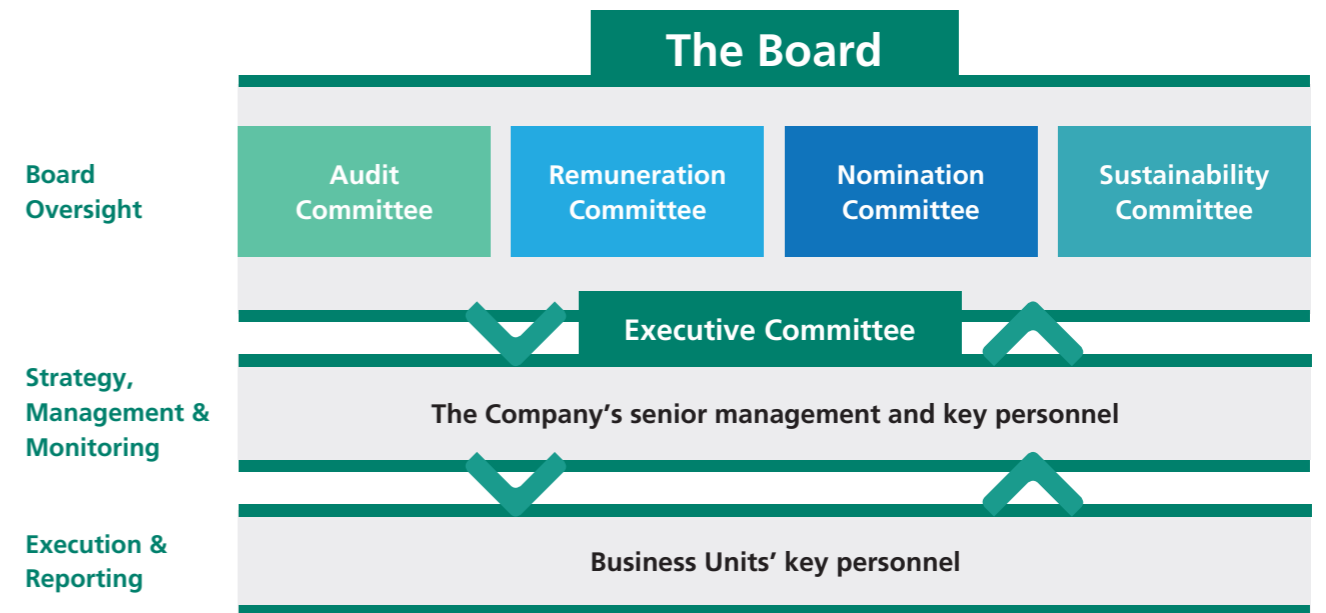 The Board
Board
Oversight
Audit
Committee
Remuneration
Committee
Nomination
Committee
Sustainability
Committee
Executive Committee
Strategy,
Management &
Monitoring
The Company’s senior management and key personnel
Execution &
Reporting
Business Units’ key personnel